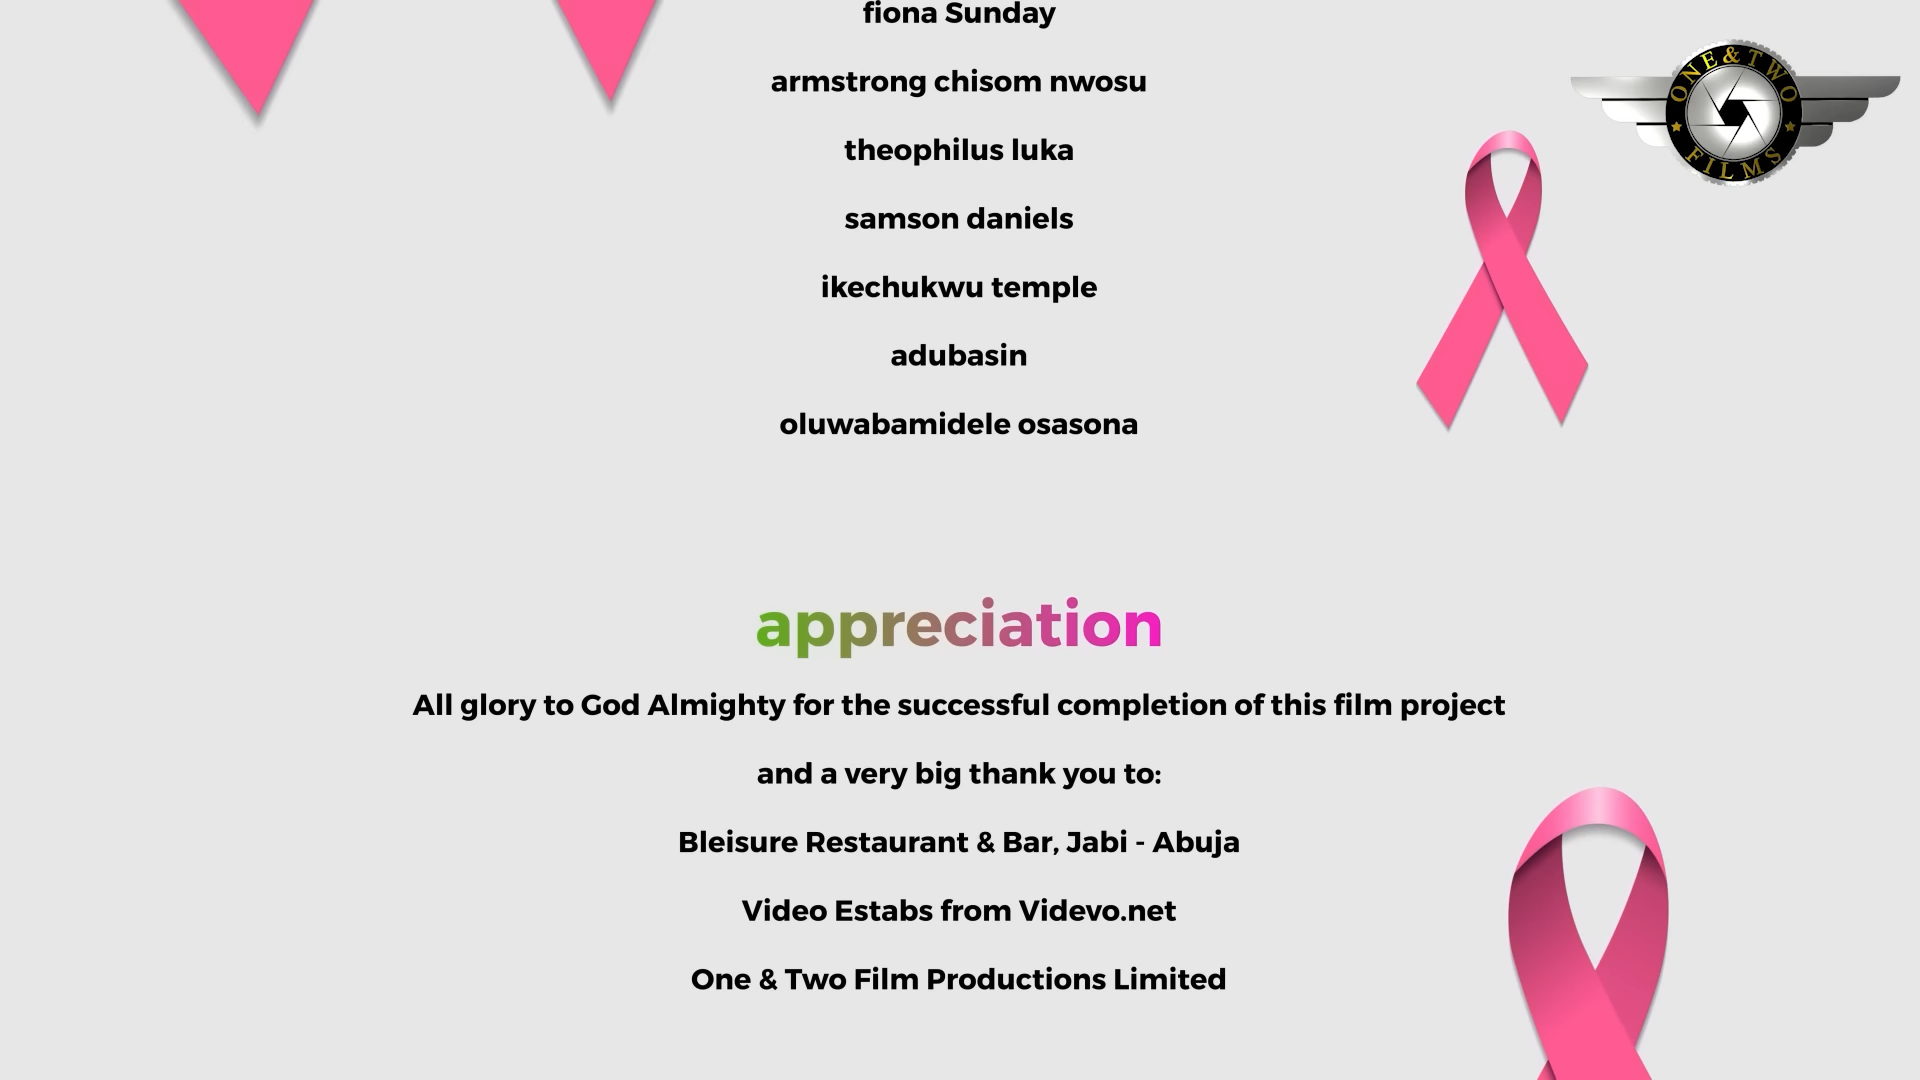 fiona Sunday
armstrong chisom nwosu
theophilus luka
samson daniels
ikechukwu temple
adubasin
oluwabamidele osasona
ONE & TWO
FILMS
appreciation
All glory to God Almighty for the successful completion of this film project
and a very big thank you to:
Bleisure Restaurant & Bar, Jabi - Abuja
Video Estabs from Videvo.net
One & Two Film Productions Limited